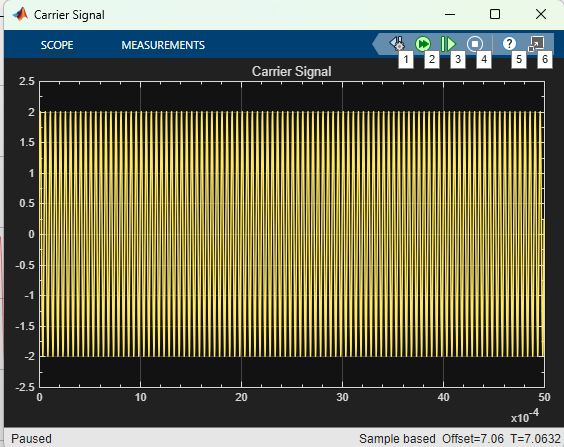 Carrier Signal
SCOPE MEASUREMENTS
1 2 3 4 ? 5 6
Carrier Signal
2.5
2
1.5
1
0.5
0
-0.5
-1
-1.5
-2
-2.5
0 10 20 30 40 50
x10-4
Paused Sample based Offset=7.06 T=7.0632